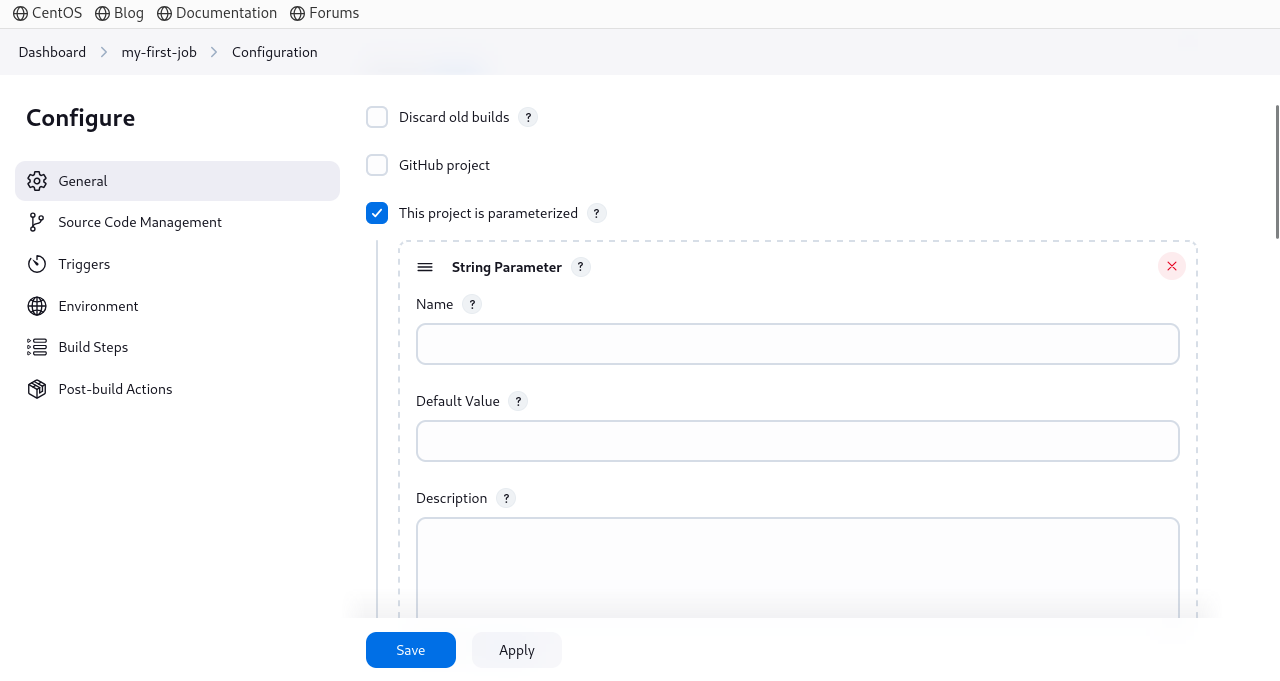 CentOS Blog Documentation Forums
Dashboard my-first-job Configuration
Configure
General
Source Code Management
Triggers
Environment
Build Steps
Post-build Actions
Discard old builds ?
GitHub project
This project is parameterized ?
String Parameter ?
Name ?
Default Value ?
Description ?
Save Apply